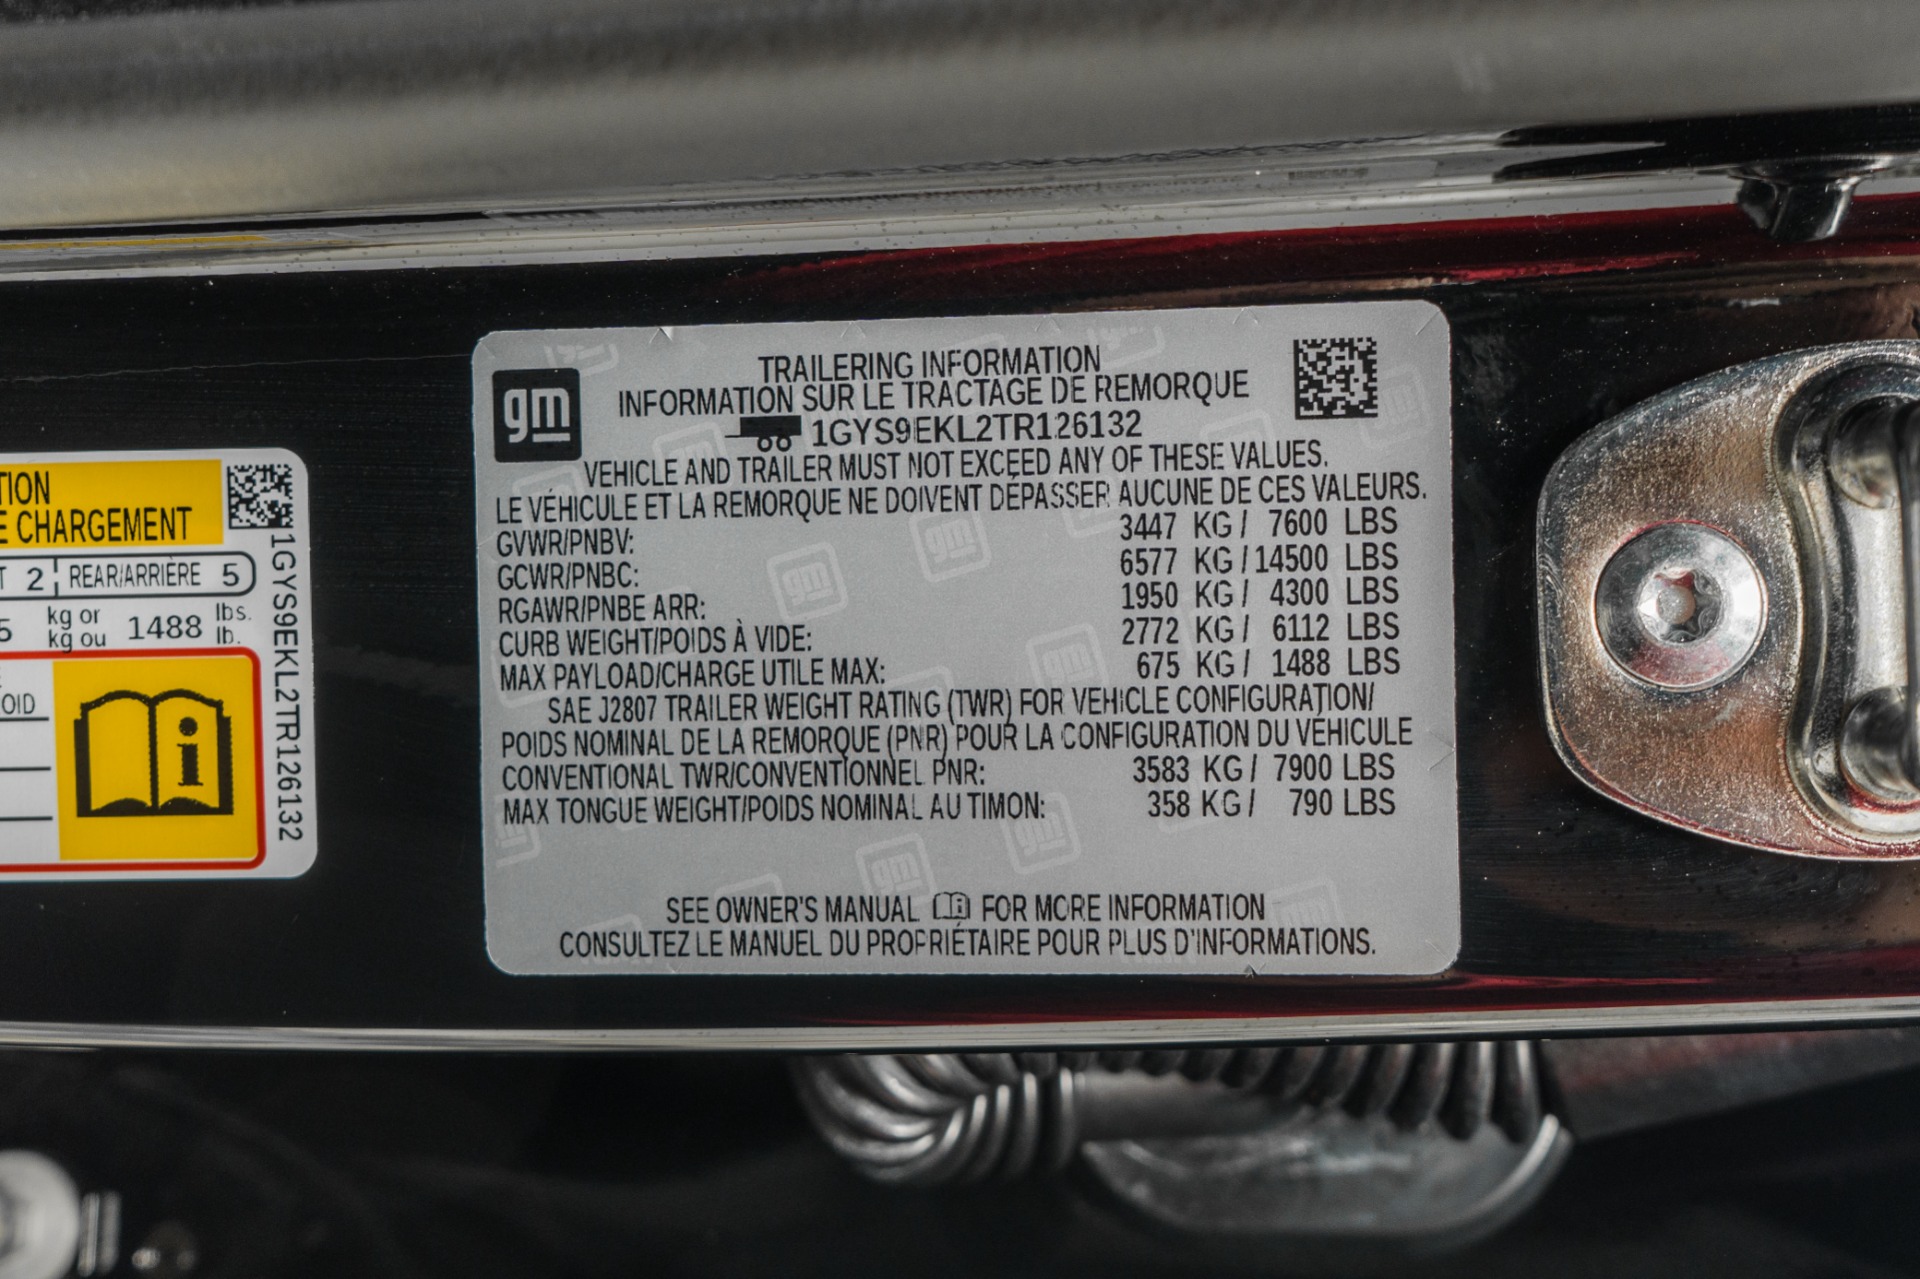 TION
E CHARGEMENT
T 2 REAR/ARRIÈRE 5
5 kg or 1488 lbs.
kg ou lb.
OID
1GYS9EKL2TR126132
gm
TRAILERING INFORMATION
INFORMATION SUR LE TRACTAGE DE REMORQUE
1GYS9EKL2TR126132
VEHICLE AND TRAILER MUST NOT EXCEED ANY OF THESE VALUES.
LE VÉHICULE ET LA REMORQUE NE DOIVENT DÉPASSER AUCUNE DE CES VALEURS.
GVWR/PNBV: 3447 KG / 7600 LBS
GCWR/PNBC: 6577 KG / 14500 LBS
RGAWR/PNBE ARR: 1950 KG / 4300 LBS
CURB WEIGHT/POIDS À VIDE: 2772 KG / 6112 LBS
MAX PAYLOAD/CHARGE UTILE MAX: 675 KG / 1488 LBS
SAE J2807 TRAILER WEIGHT RATING (TWR) FOR VEHICLE CONFIGURATION/
POIDS NOMINAL DE LA REMORQUE (PNR) POUR LA CONFIGURATION DU VÉHICULE
CONVENTIONAL TWR/CONVENTIONNEL PNR: 3583 KG / 7900 LBS
MAX TONGUE WEIGHT/POIDS NOMINAL AU TIMON: 358 KG / 790 LBS
SEE OWNER'S MANUAL FOR MORE INFORMATION
CONSULTEZ LE MANUEL DU PROPRIÉTAIRE POUR PLUS D'INFORMATIONS.